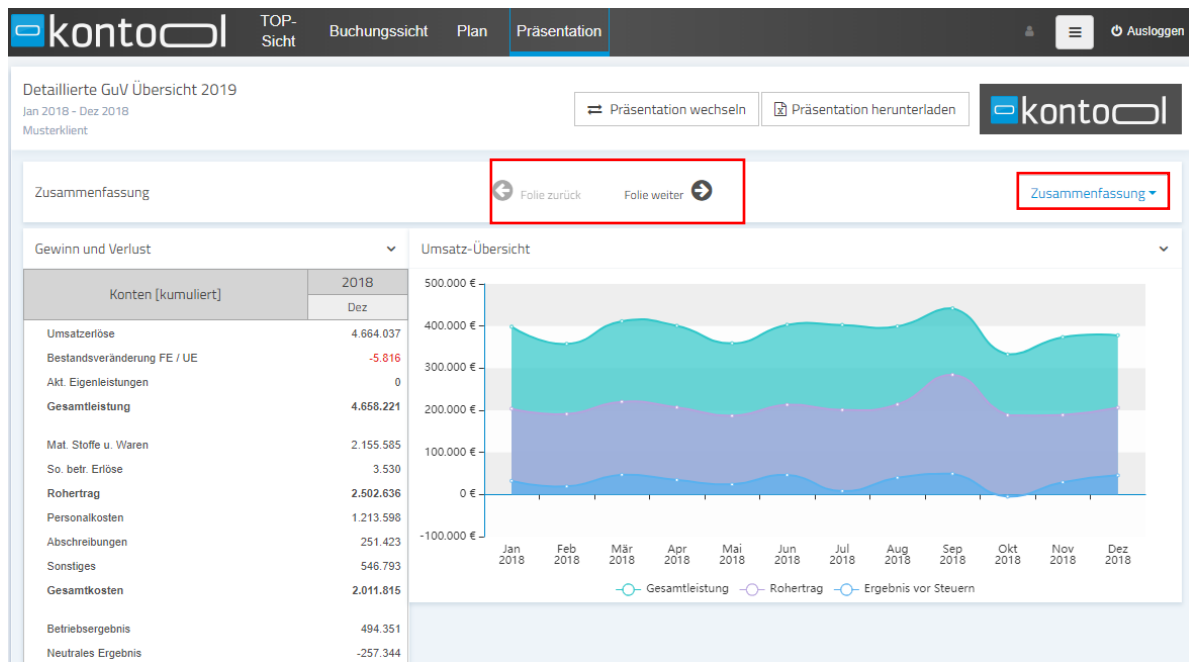 kontool
TOP-
Sicht
Buchungssicht
Plan
Präsentation
Ausloggen
Detaillierte GuV Übersicht 2019
Jan 2018 - Dez 2018
Musterklient
Präsentation wechseln
Präsentation herunterladen
kontool
Zusammenfassung
Folie zurück
Folie weiter
Zusammenfassung
Gewinn und Verlust
Konten [kumuliert]
2018
Dez
Umsatzerlöse 4.664.037
Bestandsveränderung FE / UE -5.816
Akt. Eigenleistungen 0
Gesamtleistung 4.658.221
Mat. Stoffe u. Waren 2.155.585
So. betr. Erlöse 3.530
Rohertrag 2.502.636
Personalkosten 1.213.598
Abschreibungen 251.423
Sonstiges 546.793
Gesamtkosten 2.011.815
Betriebsergebnis 494.351
Neutrales Ergebnis -257.344
Umsatz-Übersicht
500.000 €
400.000 €
300.000 €
200.000 €
100.000 €
0 €
-100.000 €
Jan Feb Mär Apr Mai Jun Jul Aug Sep Okt Nov Dez
2018 2018 2018 2018 2018 2018 2018 2018 2018 2018 2018 2018
Gesamtleistung Rohertrag Ergebnis vor Steuern